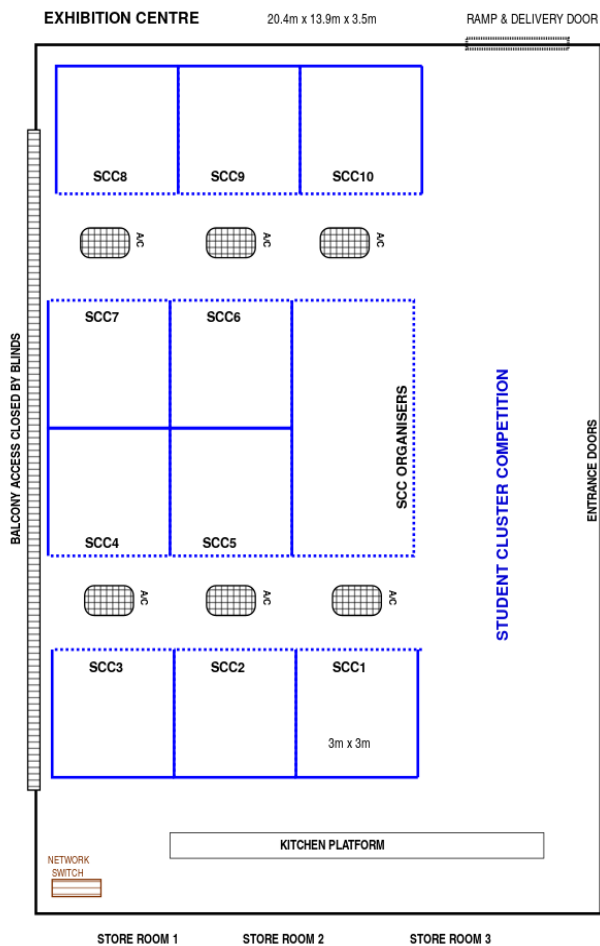 EXHIBITION CENTRE
20.4m x 13.9m x 3.5m
RAMP & DELIVERY DOOR
SCC8
SCC9
SCC10
A/C
A/C
A/C
SCC7
SCC6
SCC ORGANISERS
SCC4
SCC5
BALCONY ACCESS CLOSED BY BLINDS
STUDENT CLUSTER COMPETITION
ENTRANCE DOORS
A/C
A/C
A/C
SCC3
SCC2
SCC1
3m x 3m
KITCHEN PLATFORM
NETWORK
SWITCH
STORE ROOM 1
STORE ROOM 2
STORE ROOM 3